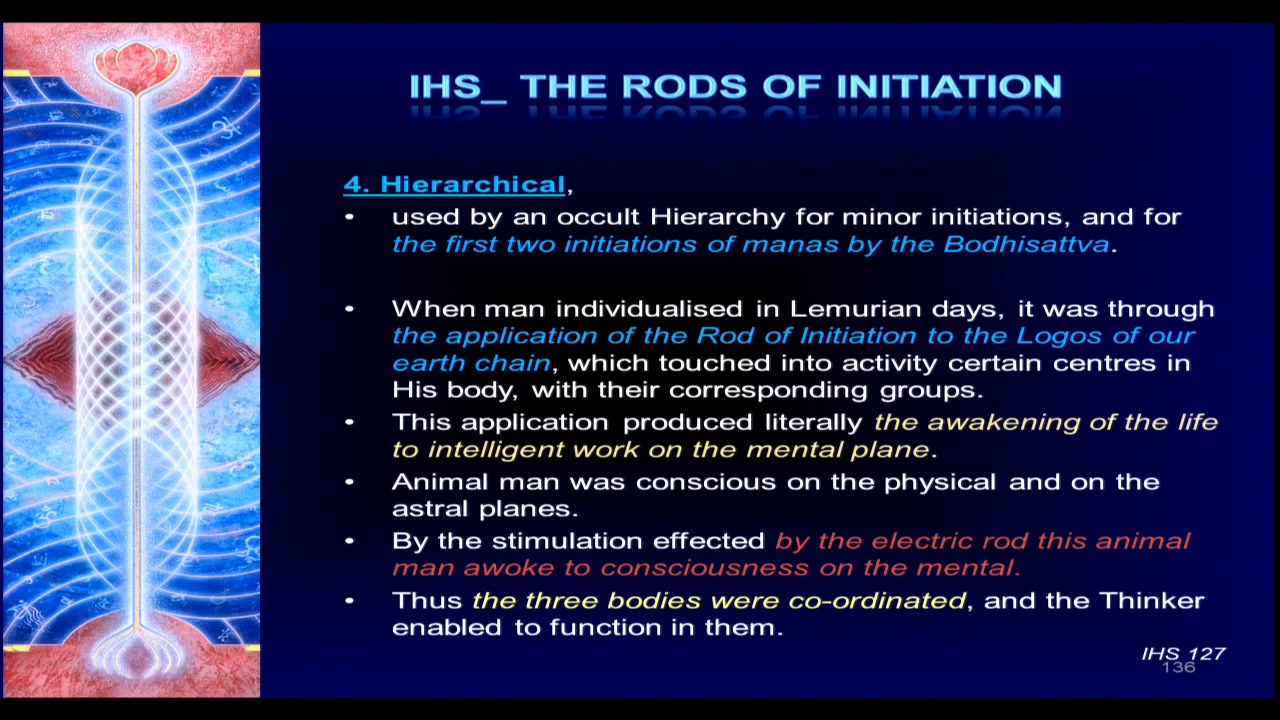 IHS_ THE RODS OF INITIATION
4. Hierarchical,
• used by an occult Hierarchy for minor initiations, and for
the first two initiations of manas by the Bodhisattva.
• When man individualised in Lemurian days, it was through
the application of the Rod of Initiation to the Logos of our
earth chain, which touched into activity certain centres in
His body, with their corresponding groups.
• This application produced literally the awakening of the life
to intelligent work on the mental plane.
• Animal man was conscious on the physical and on the
astral planes.
• By the stimulation effected by the electric rod this animal
man awoke to consciousness on the mental.
• Thus the three bodies were co-ordinated, and the Thinker
enabled to function in them.
IHS 127
136